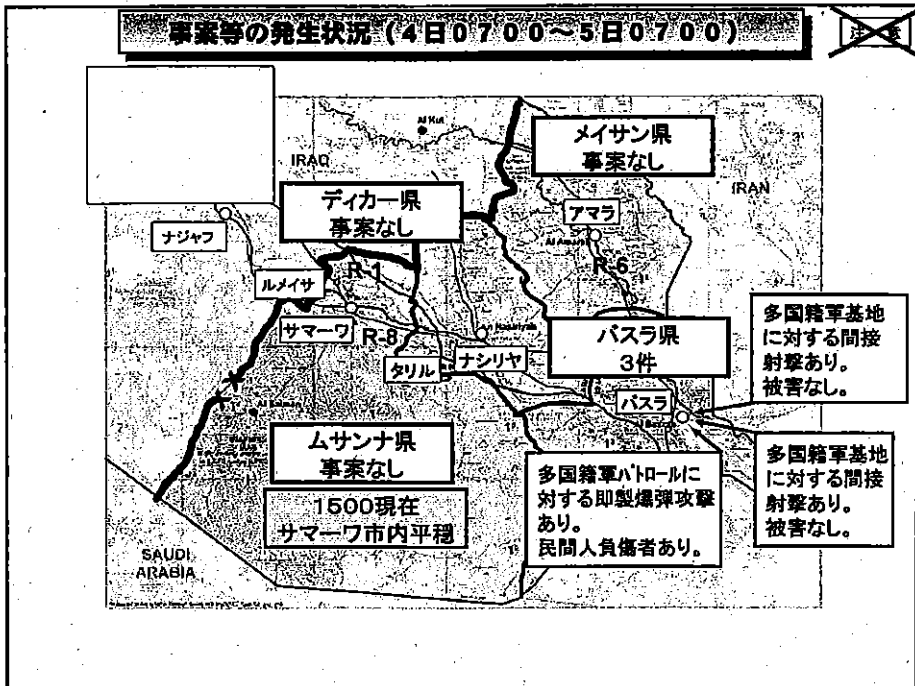 事案等の発生状況(4日0700~5日0700)
注意
Al Kut
IRAQ
メイサン県
事案なし
IRAN
ディカー県
事案なし
アマラ
ナジャフ
R-1
R-6
ルメイサ
サマーワ
R-8
ナシリヤ
タリル
バスラ県
3件
バスラ
多国籍軍基地
に対する間接
射撃あり。
被害なし。
ムサンナ県
事案なし
1500現在
サマーワ市内平穏
多国籍軍パトロールに
対する即製爆弾攻撃
あり。
民間人負傷者あり。
多国籍軍基地
に対する間接
射撃あり。
被害なし。
SAUDI
ARABIA